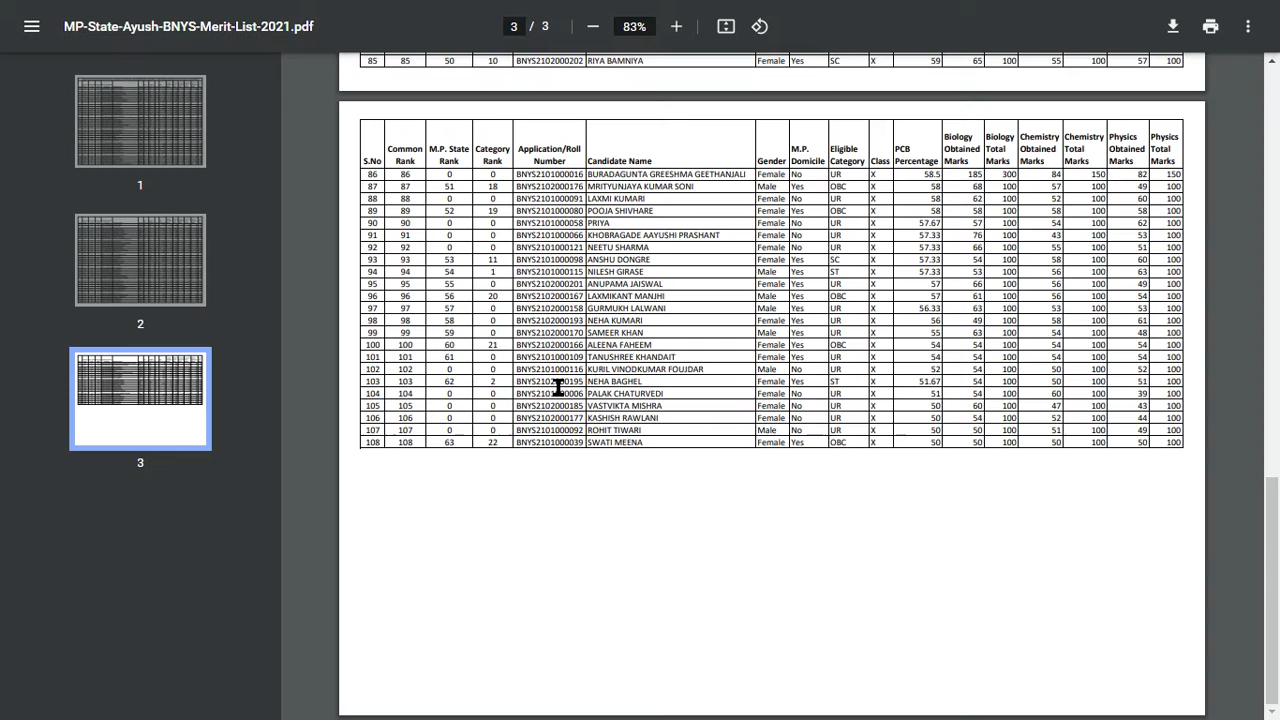 MP-State-Ayush-BNYS-Merit-List-2021.pdf
3 / 3
83%
1
2
3
85 85 50 10 BNYS2102000202 RIYA BAMNIYA Female Yes SC X 59 65 100 55 100 57 100
S.No Common Rank M.P. State Rank Category Rank Application/Roll Number Candidate Name Gender M.P. Domicile Eligible Category Class PCB Percentage Biology Obtained Marks Biology Total Marks Chemistry Obtained Marks Chemistry Total Marks Physics Obtained Marks Physics Total Marks
86 86 0 0 BNYS2101000016 BURADAGUNTA GREESHMA GEETHANJALI Female No UR X 58.5 185 300 84 150 82 150
87 87 51 18 BNYS2102000176 MRITYUNJAYA KUMAR SONI Male Yes OBC X 58 68 100 57 100 49 100
88 88 0 0 BNYS2101000091 LAXMI KUMARI Female No UR X 58 62 100 52 100 60 100
89 89 52 19 BNYS2101000080 POOJA SHIVHARE Female Yes OBC X 58 58 100 58 100 58 100
90 90 0 0 BNYS2101000058 PRIYA Female No UR X 57.67 57 100 54 100 62 100
91 91 0 0 BNYS2101000066 KHOBRAGADE AAYUSHI PRASHANT Female No UR X 57.33 76 100 43 100 53 100
92 92 0 0 BNYS2101000121 NEETU SHARMA Female No UR X 57.33 66 100 55 100 51 100
93 93 53 11 BNYS2101000098 ANSHU DONGRE Female Yes SC X 57.33 54 100 58 100 60 100
94 94 54 1 BNYS2101000115 NILESH GIRASE Male Yes ST X 57.33 53 100 56 100 63 100
95 95 55 0 BNYS2102000201 ANUPAMA JAISWAL Female Yes UR X 57 66 100 56 100 49 100
96 96 56 20 BNYS2102000167 LAXMIKANT MANJHI Male Yes OBC X 57 61 100 56 100 54 100
97 97 57 0 BNYS2102000158 GURMUKH LALWANI Male Yes UR X 56.33 63 100 53 100 53 100
98 98 58 0 BNYS2102000193 NEHA KUMARI Female Yes UR X 56 49 100 58 100 61 100
99 99 59 0 BNYS2102000170 SAMEER KHAN Male Yes UR X 55 63 100 54 100 48 100
100 100 60 21 BNYS2102000166 ALEENA FAHEEM Female Yes OBC X 54 54 100 54 100 54 100
101 101 61 0 BNYS2101000109 TANUSHREE KHANDAIT Female Yes UR X 54 54 100 54 100 54 100
102 102 0 0 BNYS2101000116 KURIL VINODKUMAR FOUJDAR Male No UR X 52 54 100 50 100 52 100
103 103 62 2 NEHA BAGHEL Female Yes ST X 51.67 54 100 50 100 51 100
104 104 0 0 PALAK CHATURVEDI Female No UR X 51 54 100 60 100 39 100
105 105 0 0 BNYS2102000185 VASTVIKTA MISHRA Female No UR X 50 60 100 47 100 43 100
106 106 0 0 BNYS2102000177 KASHISH RAWLANI Female No UR X 50 54 100 52 100 44 100
107 107 0 0 BNYS2101000092 ROHIT TIWARI Male No UR X 50 50 100 51 100 49 100
108 108 63 22 BNYS2101000039 SWATI MEENA Female Yes OBC X 50 50 100 50 100 50 100